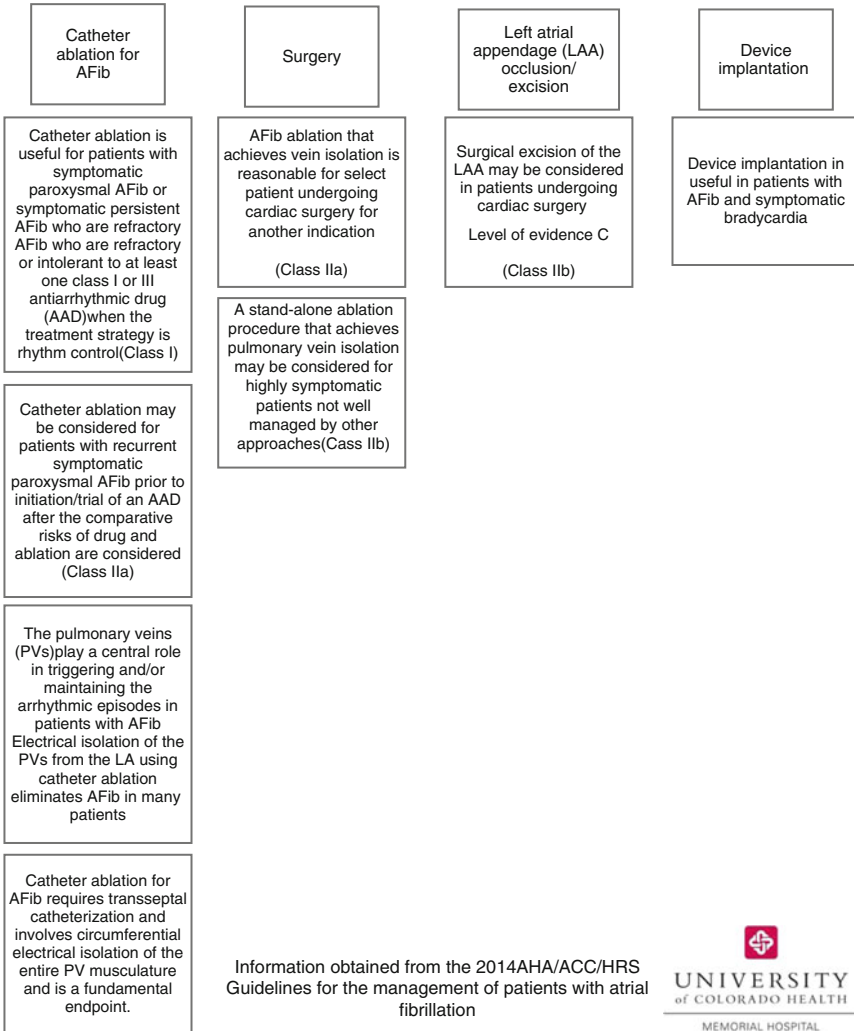 Catheter
ablation for
AFib
Catheter ablation is
useful for patients with
symptomatic
paroxysmal AFib or
symptomatic persistent
AFib who are refractory
AFib who are refractory
or intolerant to at least
one class I or III
antiarrhythmic drug
(AAD)when the
treatment strategy is
rhythm control(Class I)
Catheter ablation may
be considered for
patients with recurrent
symptomatic
paroxysmal AFib prior to
initiation/trial of an AAD
after the comparative
risks of drug and
ablation are considered
(Class IIa)
The pulmonary veins
(PVs)play a central role
in triggering and/or
maintaining the
arrhythmic episodes in
patients with AFib
Electrical isolation of the
PVs from the LA using
catheter ablation
eliminates AFib in many
patients
Catheter ablation for
AFib requires transseptal
catheterization and
involves circumferential
electrical isolation of the
entire PV musculature
and is a fundamental
endpoint.
Surgery
AFib ablation that
achieves vein isolation is
reasonable for select
patient undergoing
cardiac surgery for
another indication
(Class IIa)
A stand-alone ablation
procedure that achieves
pulmonary vein isolation
may be considered for
highly symptomatic
patients not well
managed by other
approaches(Cass IIb)
Left atrial
appendage (LAA)
occlusion/
excision
Surgical excision of the
LAA may be considered
in patients undergoing
cardiac surgery
Level of evidence C
(Class IIb)
Device
implantation
Device implantation in
useful in patients with
AFib and symptomatic
bradycardia
Information obtained from the 2014AHA/ACC/HRS
Guidelines for the management of patients with atrial
fibrillation
UNIVERSITY
of COLORADO HEALTH
MEMORIAL HOSPITAL